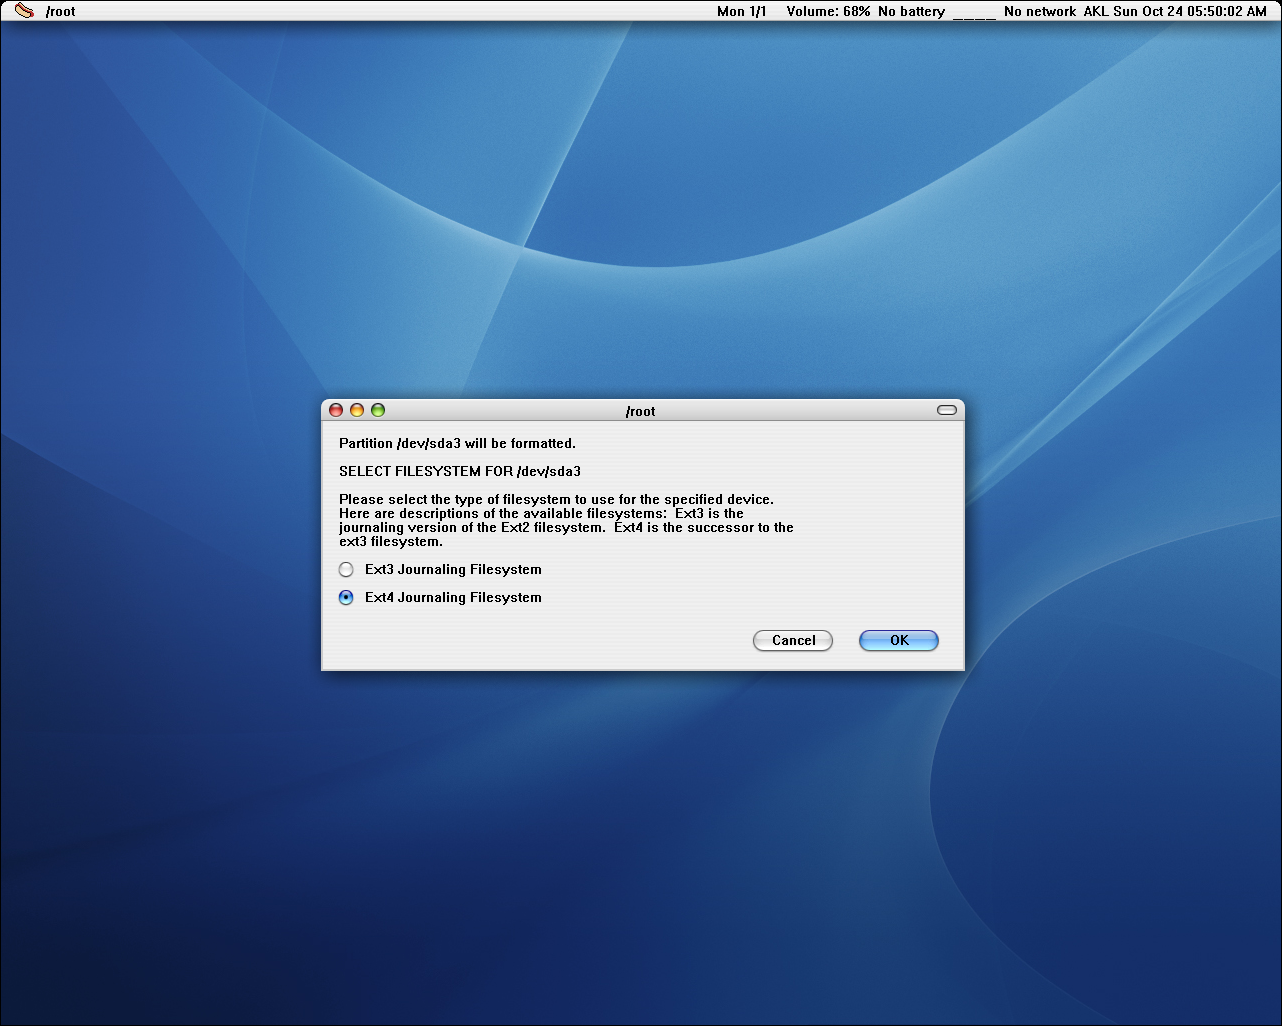 /root
Mon 1/1 Volume: 68% No battery ____ No network AKL Sun Oct 24 05:50:02 AM
/root
Partition /dev/sda3 will be formatted.
SELECT FILESYSTEM FOR /dev/sda3
Please select the type of filesystem to use for the specified device.
Here are descriptions of the available filesystems:  Ext3 is the
journaling version of the Ext2 filesystem.  Ext4 is the successor to the
ext3 filesystem.
Ext3 Journaling Filesystem
Ext4 Journaling Filesystem
Cancel OK